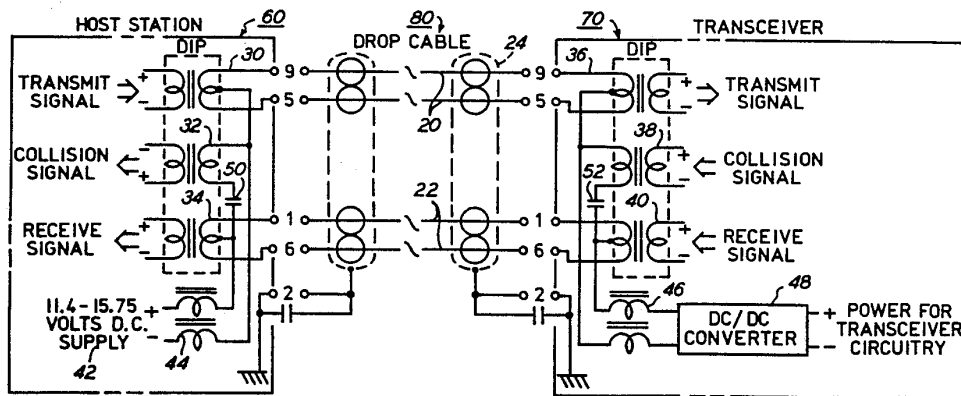 HOST STATION 60 80 70 TRANSCEIVER
DROP CABLE 24
DIP 30 36 DIP
TRANSMIT SIGNAL + - 9 9 + - TRANSMIT SIGNAL
5 20 5
32 38
COLLISION SIGNAL - + 50 52 + - COLLISION SIGNAL
34 22 40
RECEIVE SIGNAL + - 1 1 + - RECEIVE SIGNAL
6 6
2 2
11.4-15.75 VOLTS D.C. SUPPLY + - 42 44
46 48
DC/DC CONVERTER + - POWER FOR TRANSCEIVER CIRCUITRY